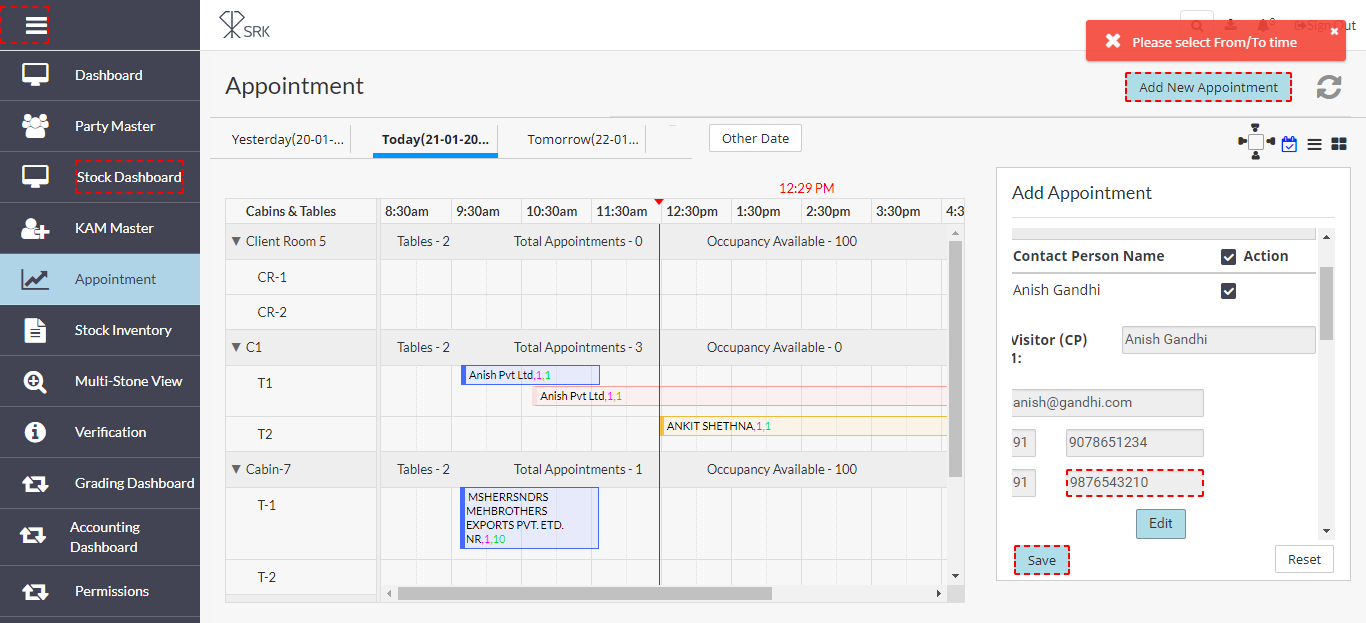 SRK
Sign Out
Please select From/To time
Dashboard
Party Master
Stock Dashboard
KAM Master
Appointment
Stock Inventory
Multi-Stone View
Verification
Grading Dashboard
Accounting
Dashboard
Permissions
Appointment
Add New Appointment
Yesterday(20-01-...
Today(21-01-20...
Tomorrow(22-01...
Other Date
12:29 PM
Cabins & Tables
8:30am 9:30am 10:30am 11:30am 12:30pm 1:30pm 2:30pm 3:30pm 4:3
Client Room 5 Tables - 2 Total Appointments - 0 Occupancy Available - 100
CR-1
CR-2
C1 Tables - 2 Total Appointments - 3 Occupancy Available - 0
T1
Anish Pvt Ltd,1,1
Anish Pvt Ltd,1,1
T2
ANKIT SHETHNA,1,1
Cabin-7 Tables - 2 Total Appointments - 1 Occupancy Available - 100
T-1
MSHERRSNDRS
MEHBROTHERS
EXPORTS PVT. ETD.
NR,1,10
T-2
Add Appointment
Contact Person Name Action
Anish Gandhi
Visitor (CP)
1:
Anish Gandhi
anish@gandhi.com
91 9078651234
91 9876543210
Edit
Save Reset